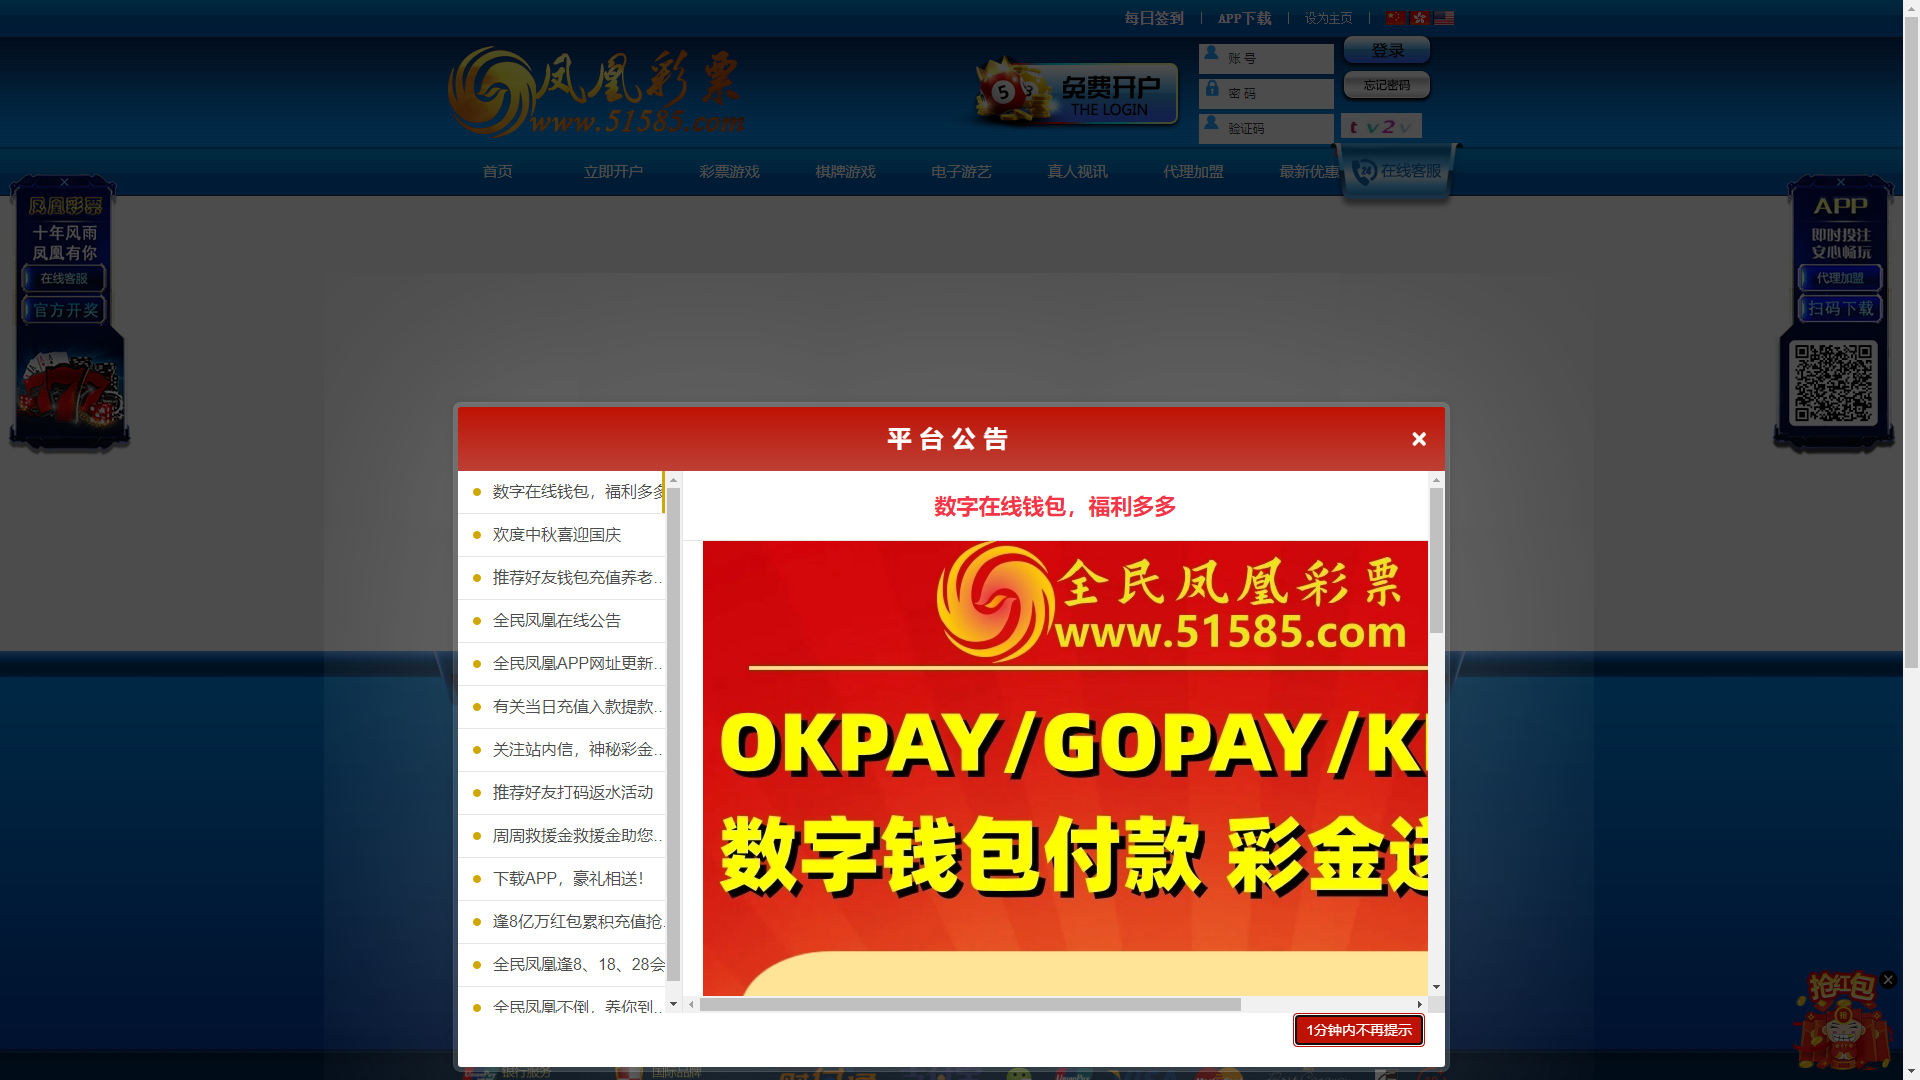 每日签到 | APP下载 | 设为主页 |
凤凰彩票
www.51585.com
5
免费开户
THE LOGIN
账 号
密 码
验证码
登录
忘记密码
tv2v
首页 立即开户 彩票游戏 棋牌游戏 电子游艺 真人视讯 代理加盟 最新优惠
24 在线客服
凤凰彩票
十年风雨
凤凰有你
在线客服
官方开奖
777
APP
即时投注
安心畅玩
代理加盟
扫码下载
平台公告
×
数字在线钱包，福利多多
欢度中秋喜迎国庆
推荐好友钱包充值养老..
全民凤凰在线公告
全民凤凰APP网址更新..
有关当日充值入款提款..
关注站内信，神秘彩金..
推荐好友打码返水活动
周周救援金救援金助您..
下载APP，豪礼相送！
逢8亿万红包累积充值抢.
全民凤凰逢8、18、28会
全民凤凰不倒，养你到..
数字在线钱包，福利多多
全民凤凰彩票
www.51585.com
OKPAY/GOPAY/K
数字钱包付款 彩金送
1分钟内不再提示
抢红包
银行服务
国际品牌